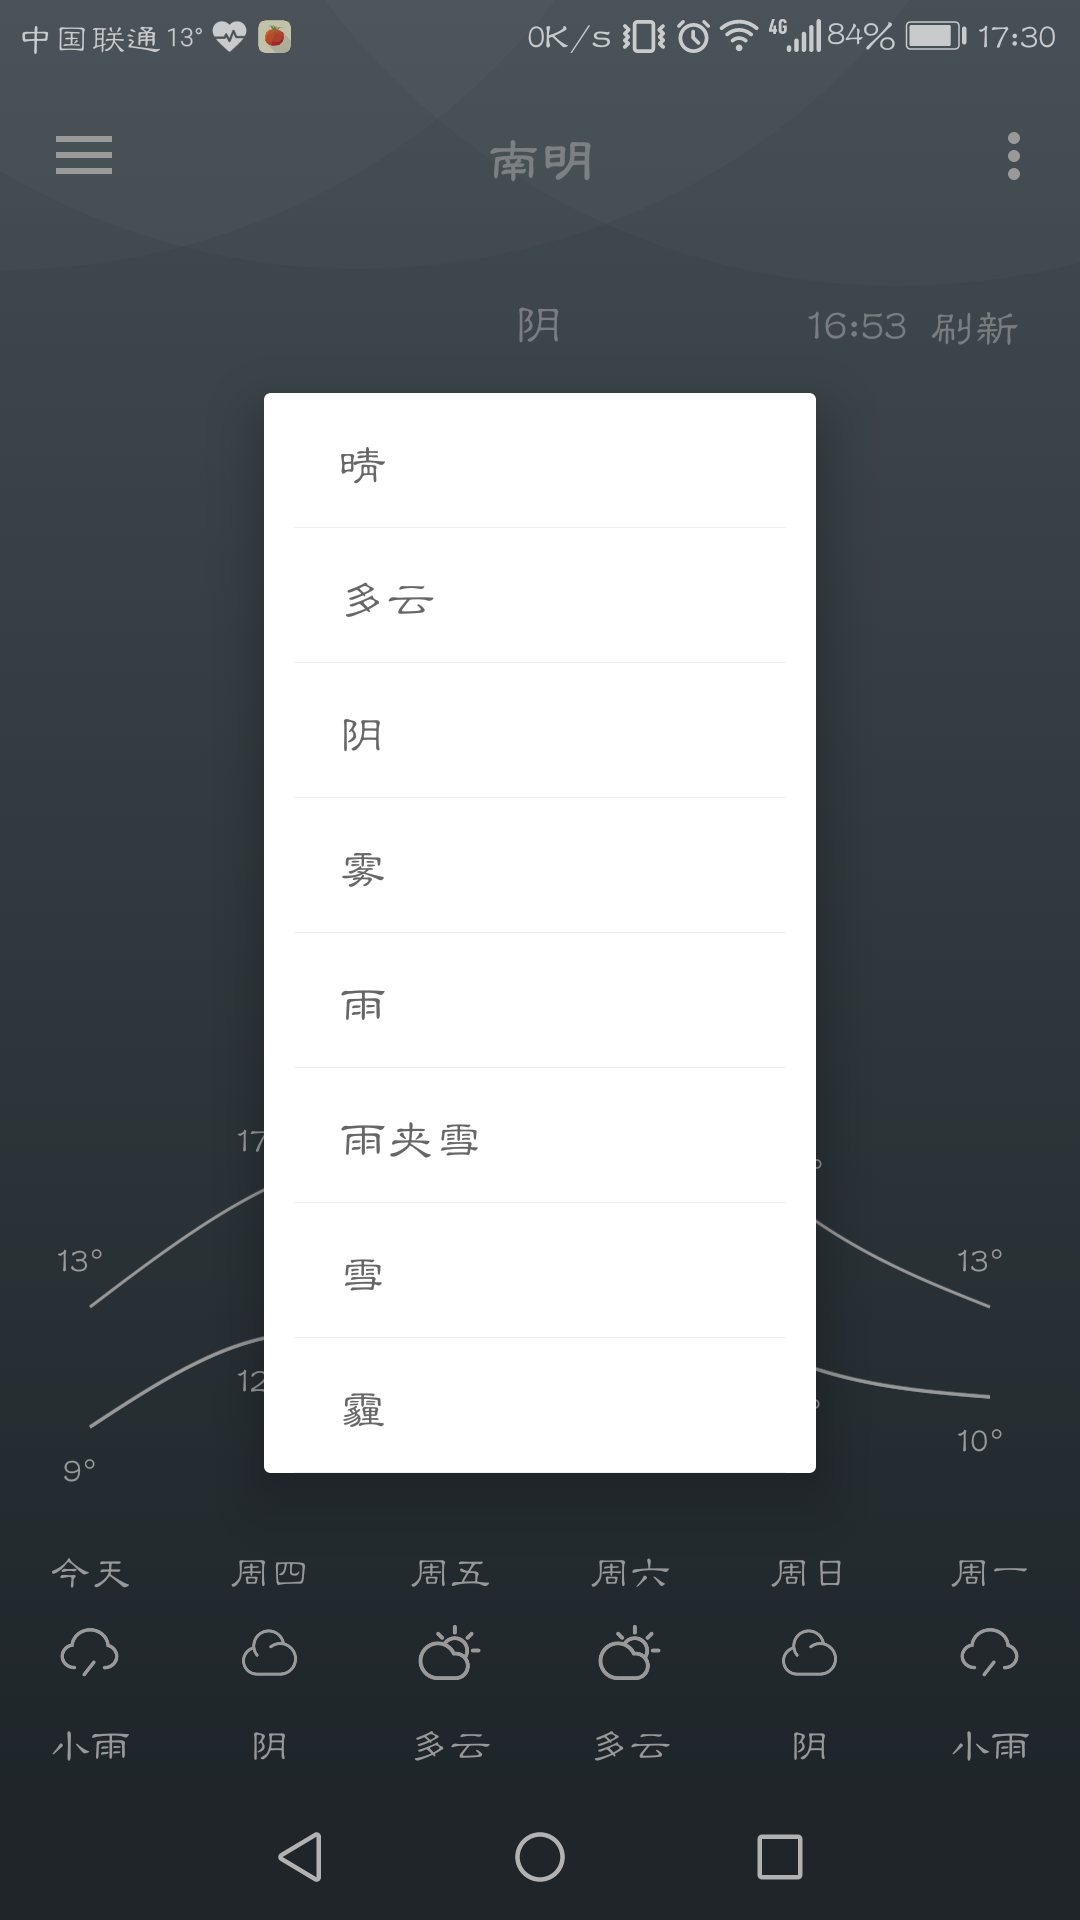 中国联通 13° 0K/s 4G 84% 17:30
南明
阴 16:53 刷新
晴
多云
阴
雾
雨
雨夹雪
雪
霾
17
13° 13°
12
9° 10°
今天 周四 周五 周六 周日 周一
小雨 阴 多云 多云 阴 小雨